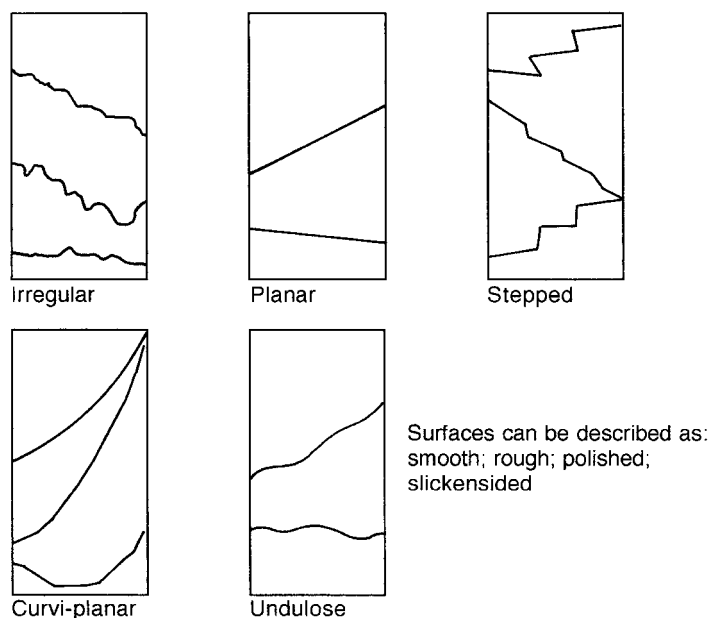 Irregular
Planar
Stepped
Surfaces can be described as:
smooth; rough; polished;
slickensided
Curvi-planar
Undulose